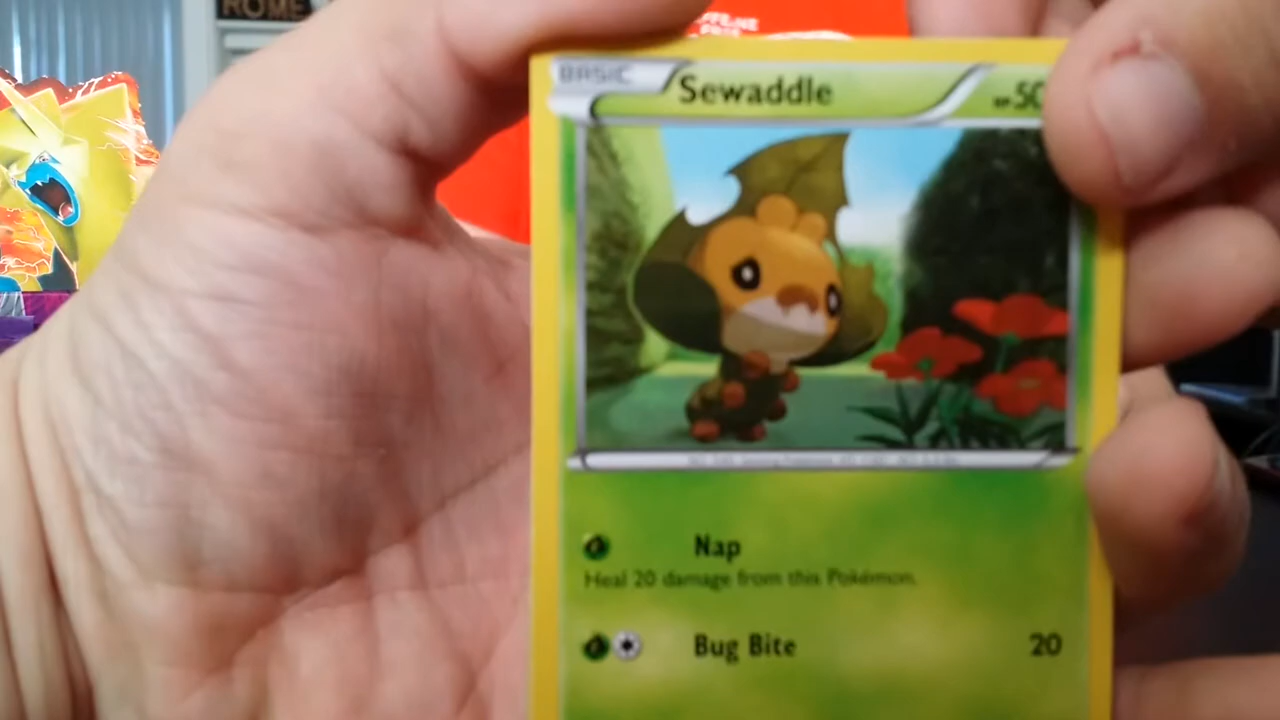 ROME
BASIC
Sewaddle
Nap
Heal 20 damage from this Pokémon.
Bug Bite 20